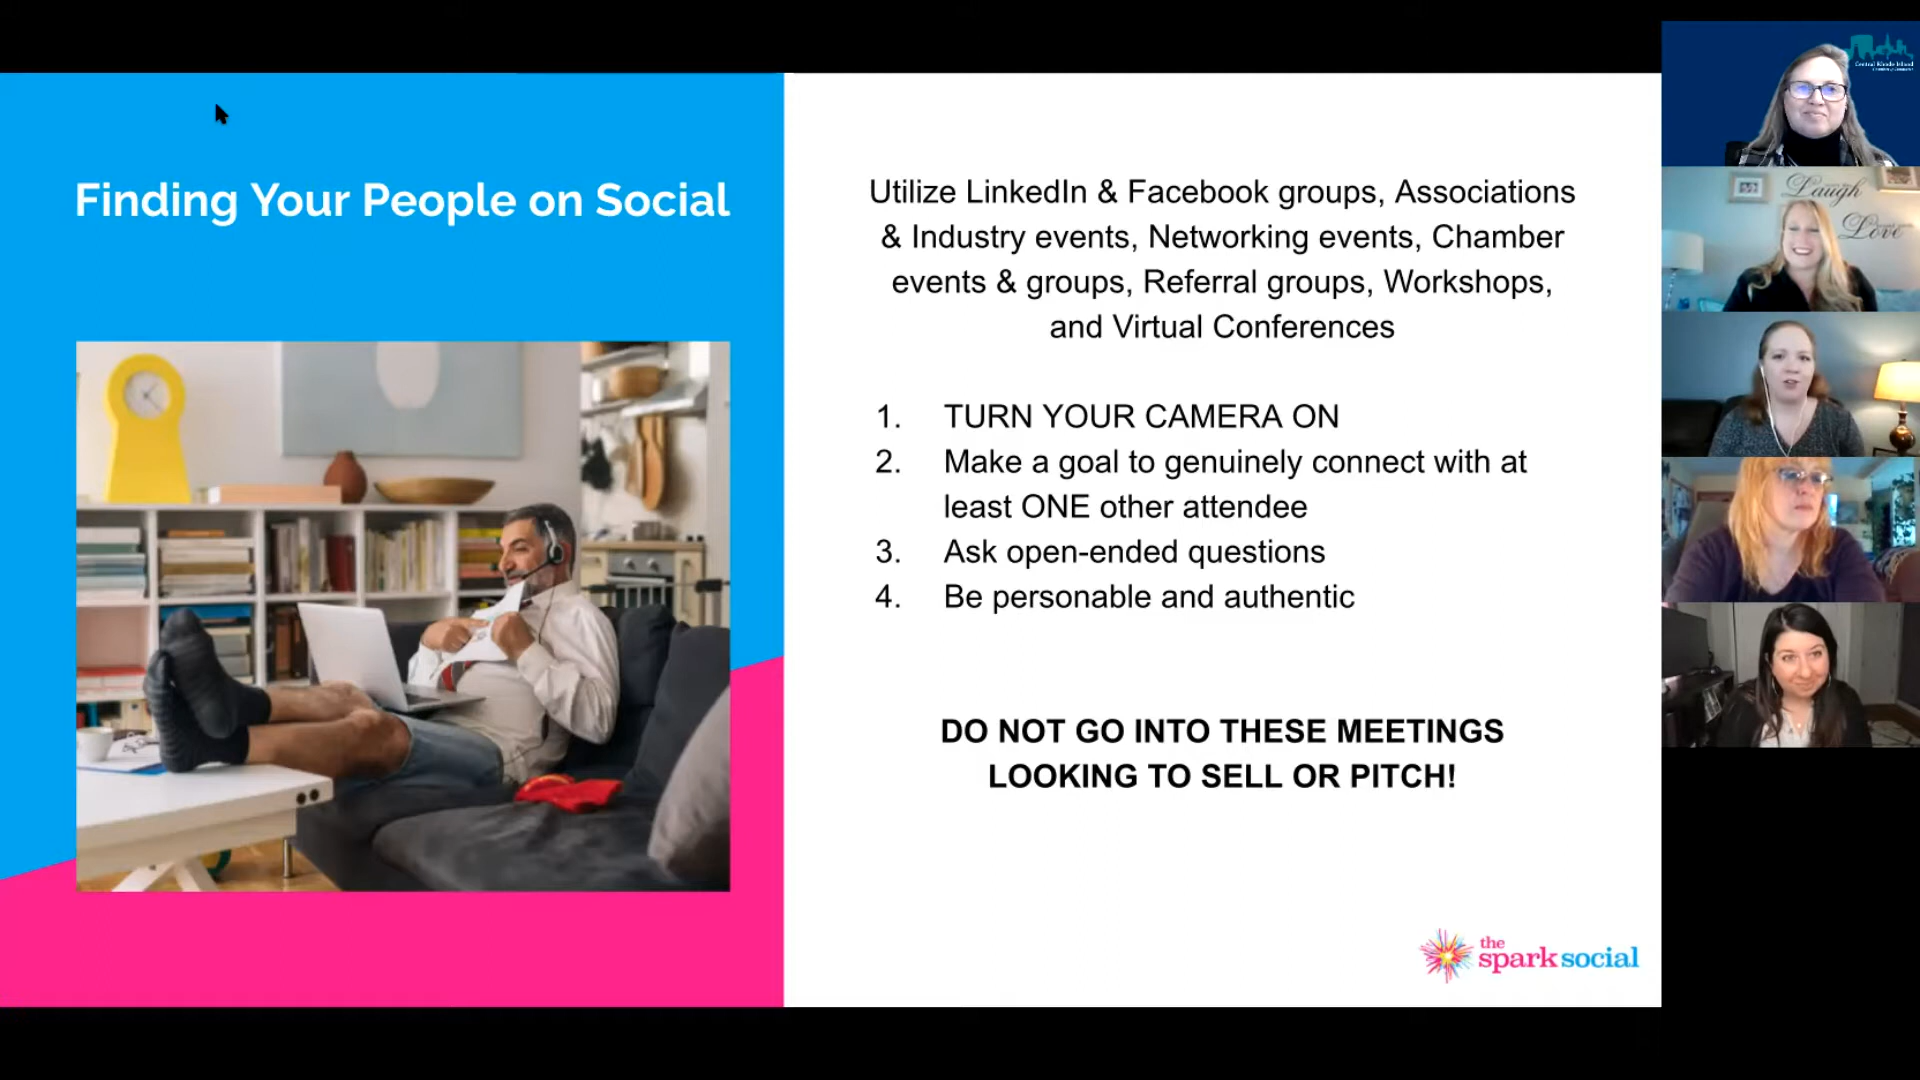 Finding Your People on Social
Utilize LinkedIn & Facebook groups, Associations
& Industry events, Networking events, Chamber
events & groups, Referral groups, Workshops,
and Virtual Conferences
1. TURN YOUR CAMERA ON
2. Make a goal to genuinely connect with at
least ONE other attendee
3. Ask open-ended questions
4. Be personable and authentic
DO NOT GO INTO THESE MEETINGS
LOOKING TO SELL OR PITCH!
the
spark social
Central Rhode Island
Laugh
Love